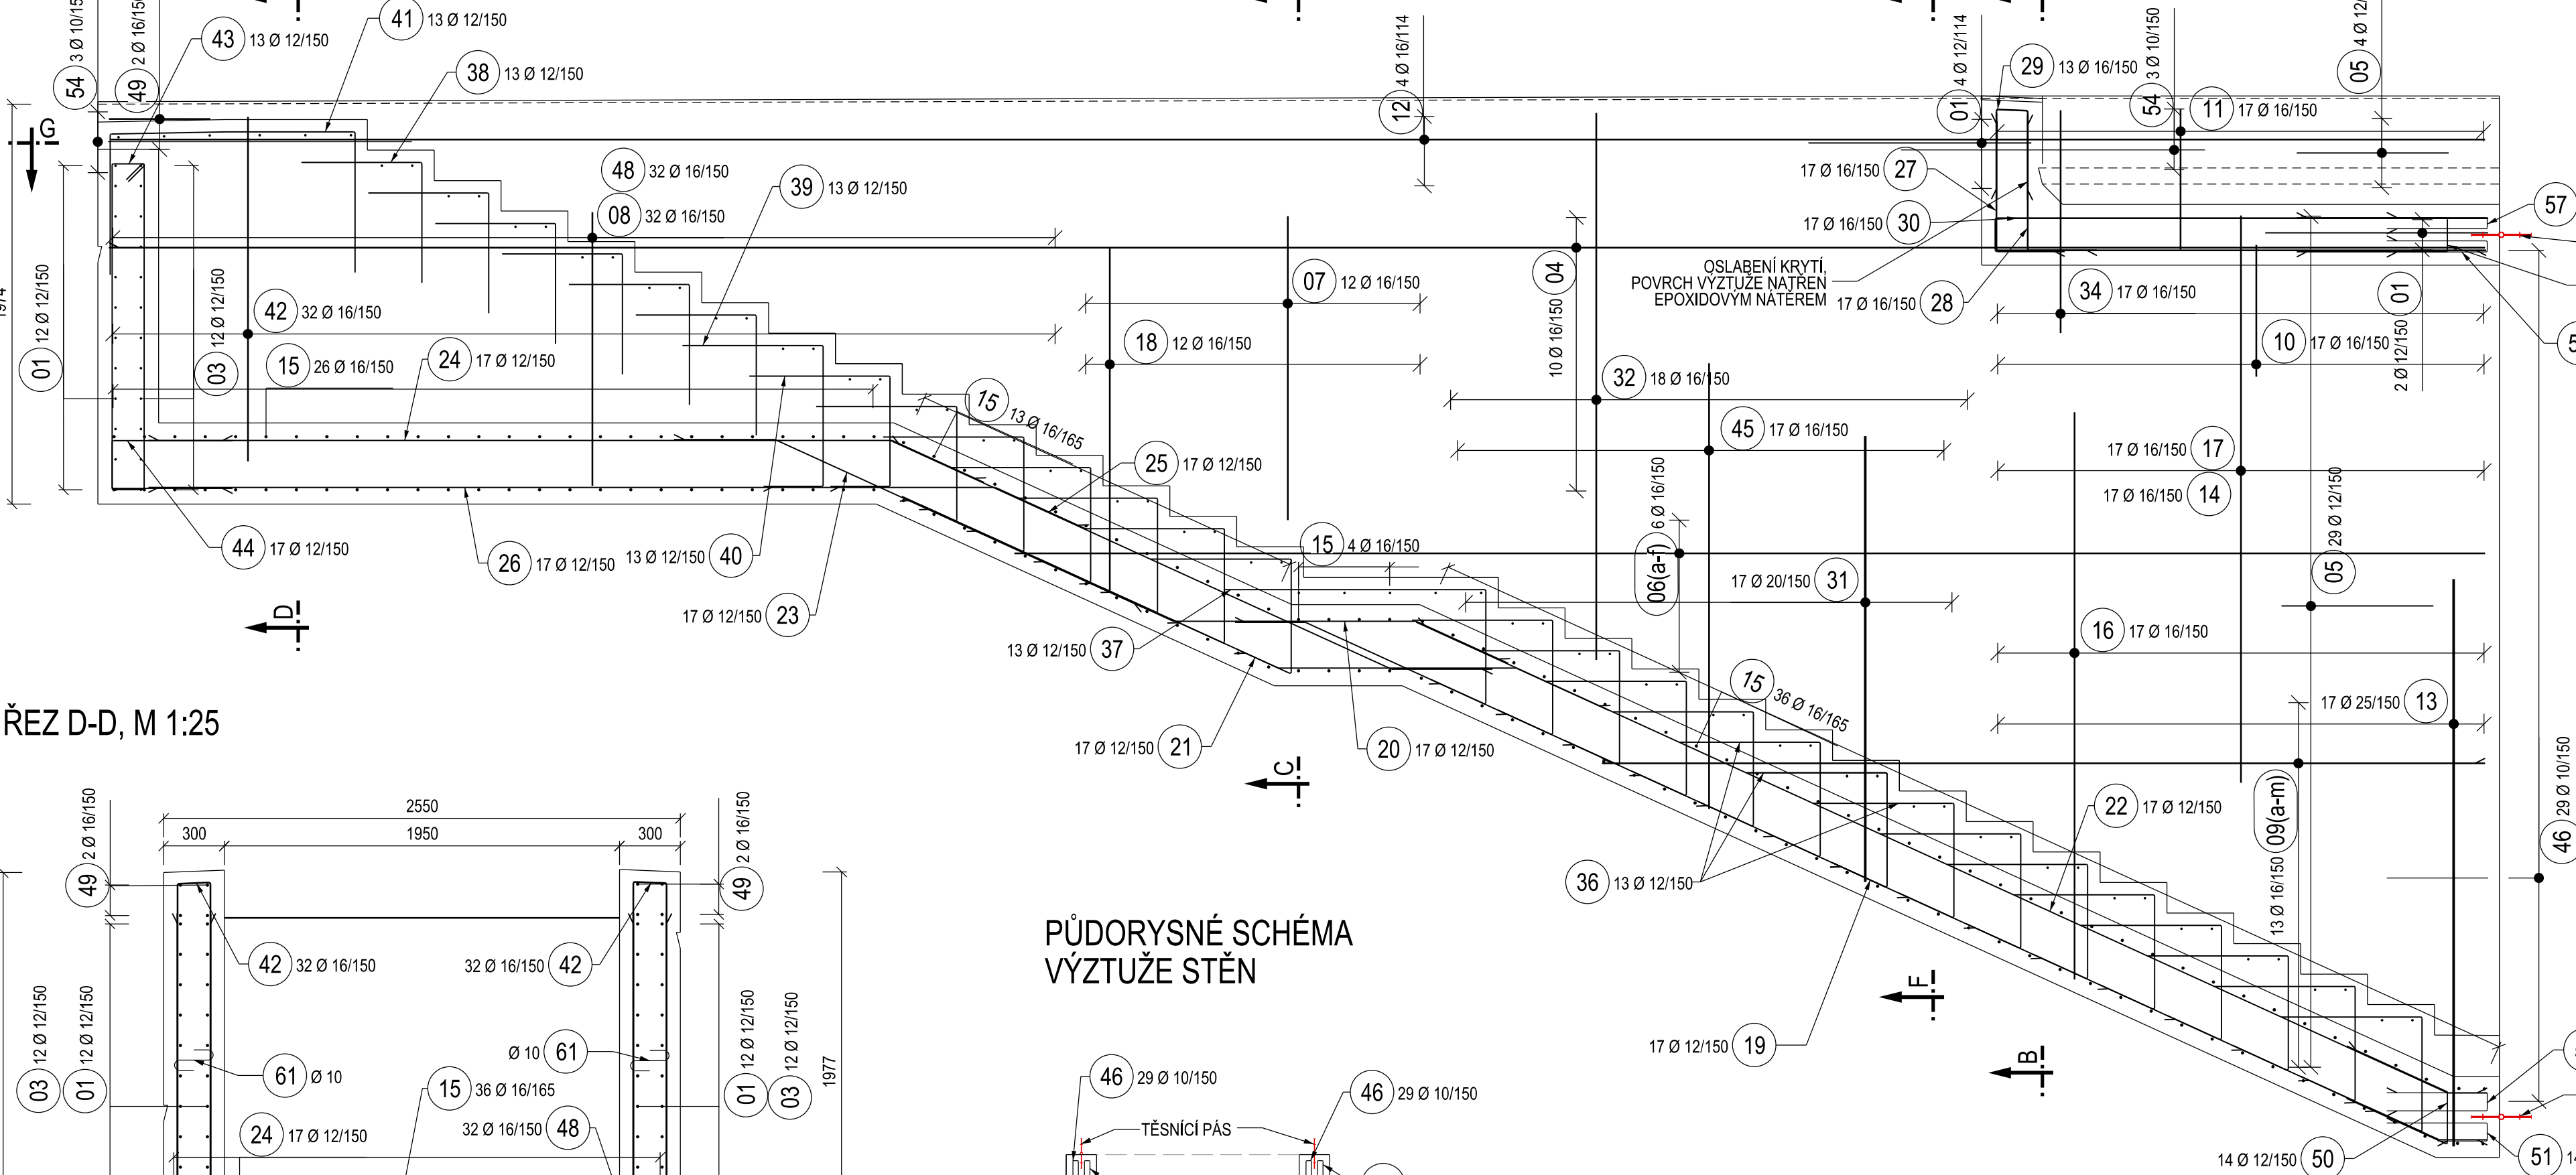 54 3 Ø 10/150
49 2 Ø 16/150
43 13 Ø 12/150
41 13 Ø 12/150
38 13 Ø 12/150
12 4 Ø 16/114
01 4 Ø 12/114
29 13 Ø 16/150
54 3 Ø 10/150
11 17 Ø 16/150
05
G
48 32 Ø 16/150
08 32 Ø 16/150
39 13 Ø 12/150
17 Ø 16/150 27
17 Ø 16/150 30
57
OSLABENÍ KRYTÍ,
POVRCH VÝZTUŽE NATŘEN
EPOXIDOVÝM NÁTĚREM
17 Ø 16/150 28
07 12 Ø 16/150
10 Ø 16/150 04
34 17 Ø 16/150
2 Ø 12/150 01
01 12 Ø 12/150
03 12 Ø 12/150
42 32 Ø 16/150
15 26 Ø 16/150
24 17 Ø 12/150
18 12 Ø 16/150
10 17 Ø 16/150
32 18 Ø 16/150
15 13 Ø 16/165
45 17 Ø 16/150
17 Ø 16/150 17
17 Ø 16/150 14
25 17 Ø 12/150
44 17 Ø 12/150
26 17 Ø 12/150
13 Ø 12/150 40
15 4 Ø 16/150
06(a-f) 6 Ø 16/150
17 Ø 20/150 31
05 29 Ø 12/150
D
17 Ø 12/150 23
13 Ø 12/150 37
16 17 Ø 16/150
15 36 Ø 16/165
17 Ø 25/150 13
ŘEZ D-D, M 1:25
17 Ø 12/150 21
20 17 Ø 12/150
C
13 Ø 16/150 09(a-m)
22 17 Ø 12/150
46 29 Ø 10/150
2550
300 1950 300
49 2 Ø 16/150
49 2 Ø 16/150
36 13 Ø 12/150
PŮDORYSNÉ SCHÉMA
VÝZTUŽE STĚN
42 32 Ø 16/150
32 Ø 16/150 42
F
03 12 Ø 12/150
01 12 Ø 12/150
61 Ø 10
Ø 10 61
01 12 Ø 12/150
03 12 Ø 12/150
1977
17 Ø 12/150 19
B
15 36 Ø 16/165
46 29 Ø 10/150
46 29 Ø 10/150
24 17 Ø 12/150
32 Ø 16/150 48
TĚSNÍCÍ PÁS
14 Ø 12/150 50
51